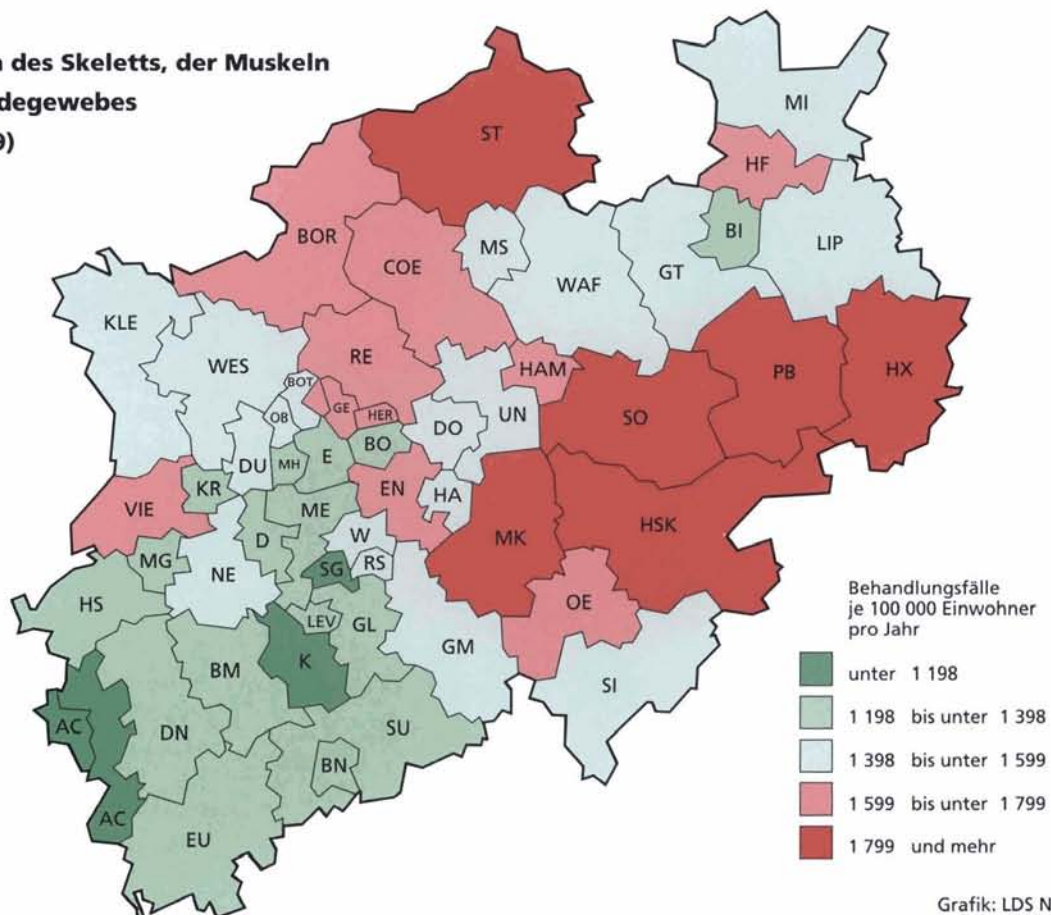 des Skeletts, der Muskeln
degewebes
9)
ST
MI
HF
BOR
COE
MS
WAF
GT
BI
LIP
KLE
WES
RE
HAM
SO
PB
HX
BOT
OB
GE
HER
DO
UN
DU
MH
E
BO
KR
EN
HA
VIE
ME
W
MK
HSK
D
MG
NE
SG
RS
HS
LEV
GL
OE
BM
K
GM
SI
AC
DN
SU
BN
AC
EU
Behandlungsfälle
je 100 000 Einwohner
pro Jahr
unter 1 198
1 198 bis unter 1 398
1 398 bis unter 1 599
1 599 bis unter 1 799
1 799 und mehr
Grafik: LDS N